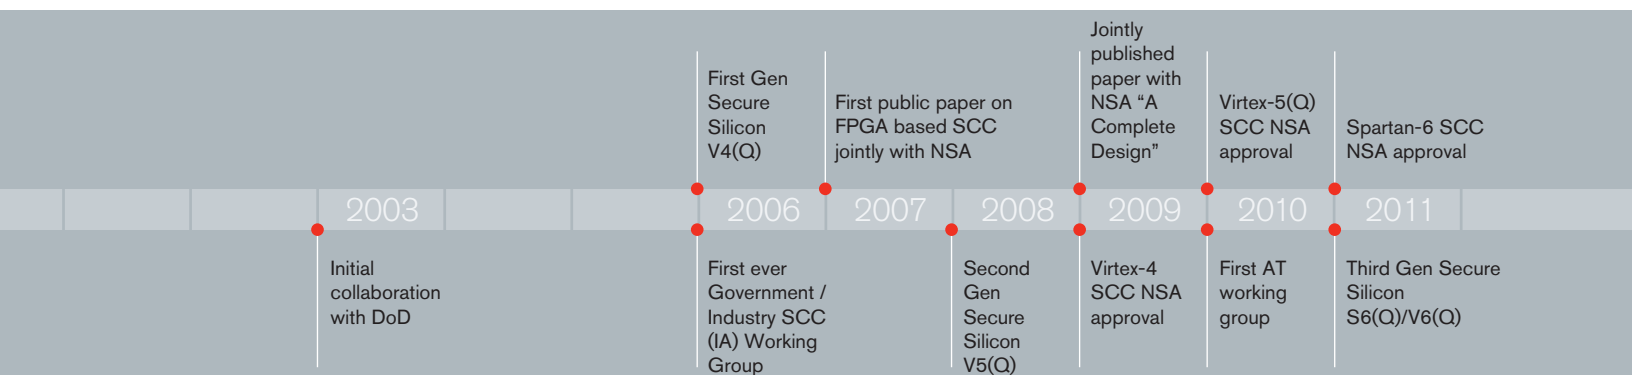 First Gen
Secure
Silicon
V4(Q)
First public paper on
FPGA based SCC
jointly with NSA
Jointly
published
paper with
NSA “A
Complete
Design”
Virtex-5(Q)
SCC NSA
approval
Spartan-6 SCC
NSA approval
2003
2006
2007
2008
2009
2010
2011
Initial
collaboration
with DoD
First ever
Government /
Industry SCC
(IA) Working
Group
Second
Gen
Secure
Silicon
V5(Q)
Virtex-4
SCC NSA
approval
First AT
working
group
Third Gen Secure
Silicon
S6(Q)/V6(Q)